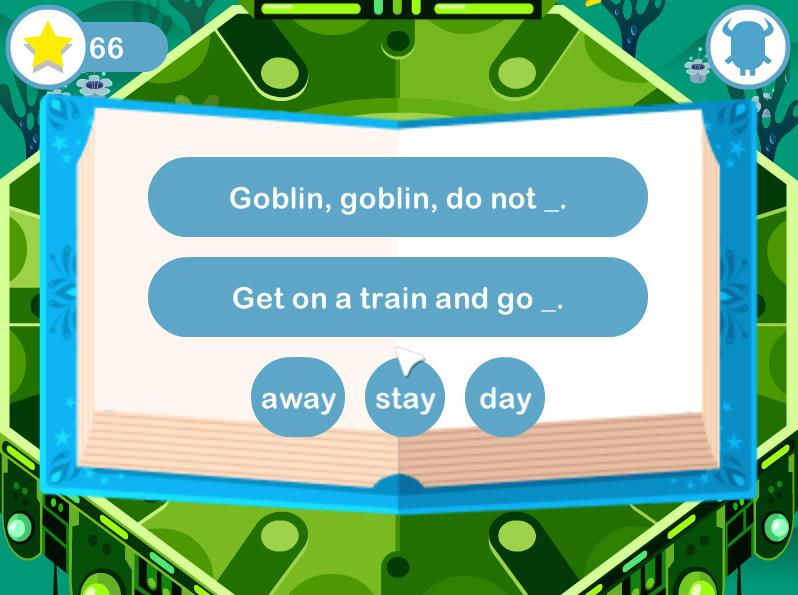 66
Goblin, goblin, do not _.
Get on a train and go _.
away stay day